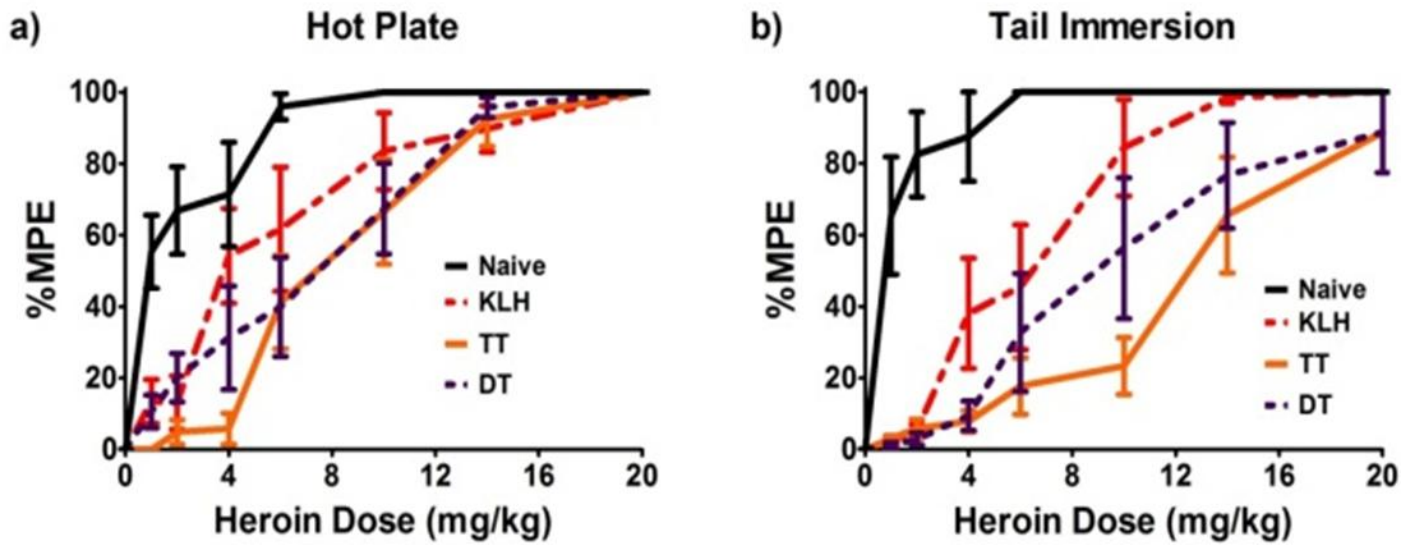 a) Hot Plate
100
80
60
40
20
0
%MPE
Naive
KLH
TT
DT
0 4 8 12 16 20
Heroin Dose (mg/kg)
b) Tail Immersion
100
80
60
40
20
0
%MPE
Naive
KLH
TT
DT
0 4 8 12 16 20
Heroin Dose (mg/kg)